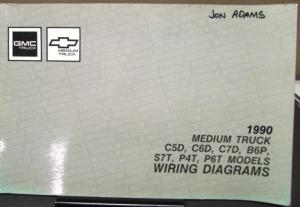 JON ADAMS
GMC
TRUCK
MEDIUM
TRUCK
1990
MEDIUM TRUCK
C5D, C6D, C7D, B6P,
S7T, P4T, P6T MODELS
WIRING DIAGRAMS